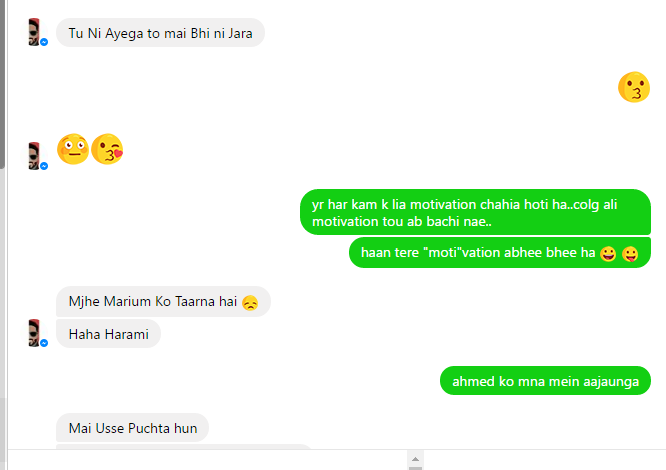 Tu Ni Ayega to mai Bhi ni Jara
yr har kam k lia motivation chahia hoti ha..colg ali
motivation tou ab bachi nae..
haan tere "moti"vation abhee bhee ha 😀 😜
Mjhe Marium Ko Taarna hai 😞
Haha Harami
ahmed ko mna mein aajaunga
Mai Usse Puchta hun